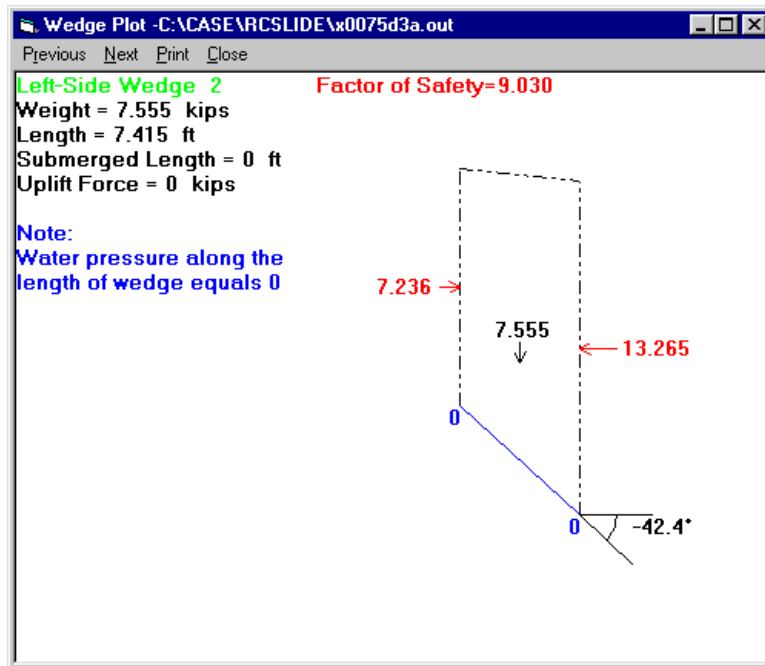 Wedge Plot -C:\CASE\RCSLIDE\x0075d3a.out
Previous Next Print Close
Left-Side Wedge 2 Factor of Safety=9.030
Weight = 7.555 kips
Length = 7.415 ft
Submerged Length = 0 ft
Uplift Force = 0 kips
Note:
Water pressure along the
length of wedge equals 0
7.236
7.555
13.265
0
0
-42.4°